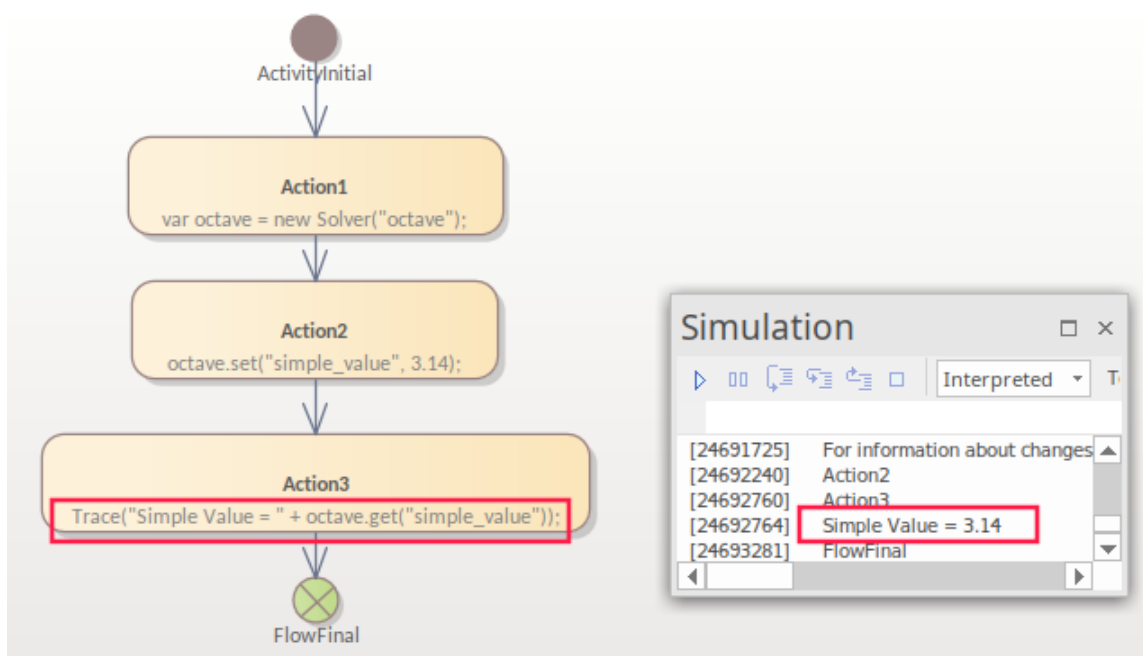 ActivityInitial
Action1
var octave = new Solver("octave");
Action2
octave.set("simple_value", 3.14);
Action3
Trace("Simple Value = " + octave.get("simple_value"));
FlowFinal
Simulation
Interpreted
[24691725] For information about changes
[24692240] Action2
[24692760] Action3
[24692764] Simple Value = 3.14
[24693281] FlowFinal